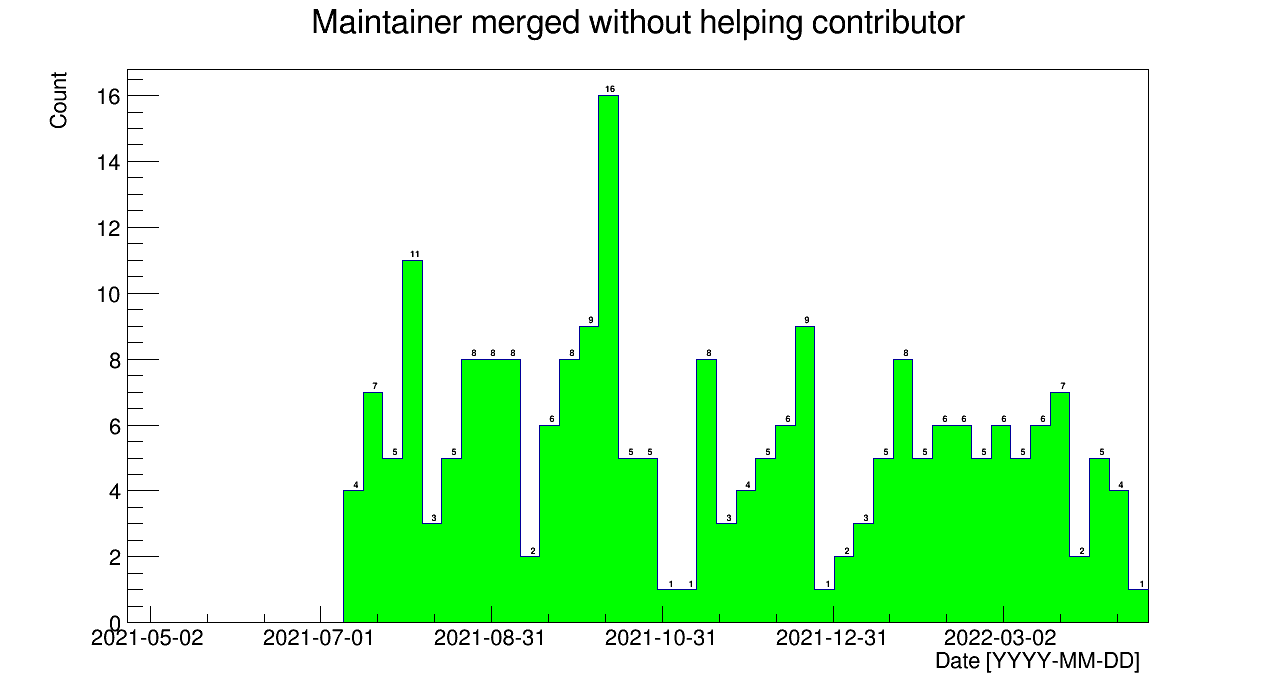 Maintainer merged without helping contributor
Count
16
14
12
10
8
6
4
2
0
4 7 5 11 3 5 8 8 8 2 6 8 9 16 5 5 1 1 8 3 4 5 6 9 1 2 3 5 8 5 6 6 5 6 5 6 7 2 5 4 1
2021-05-02 2021-07-01 2021-08-31 2021-10-31 2021-12-31 2022-03-02
Date [YYYY-MM-DD]